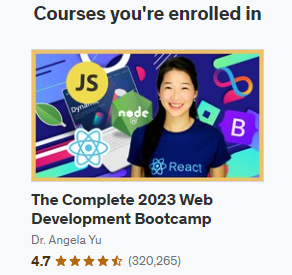 Courses you're enrolled in
JS
Dynam
node
B
React
The Complete 2023 Web
Development Bootcamp
Dr. Angela Yu
4.7 (320,265)